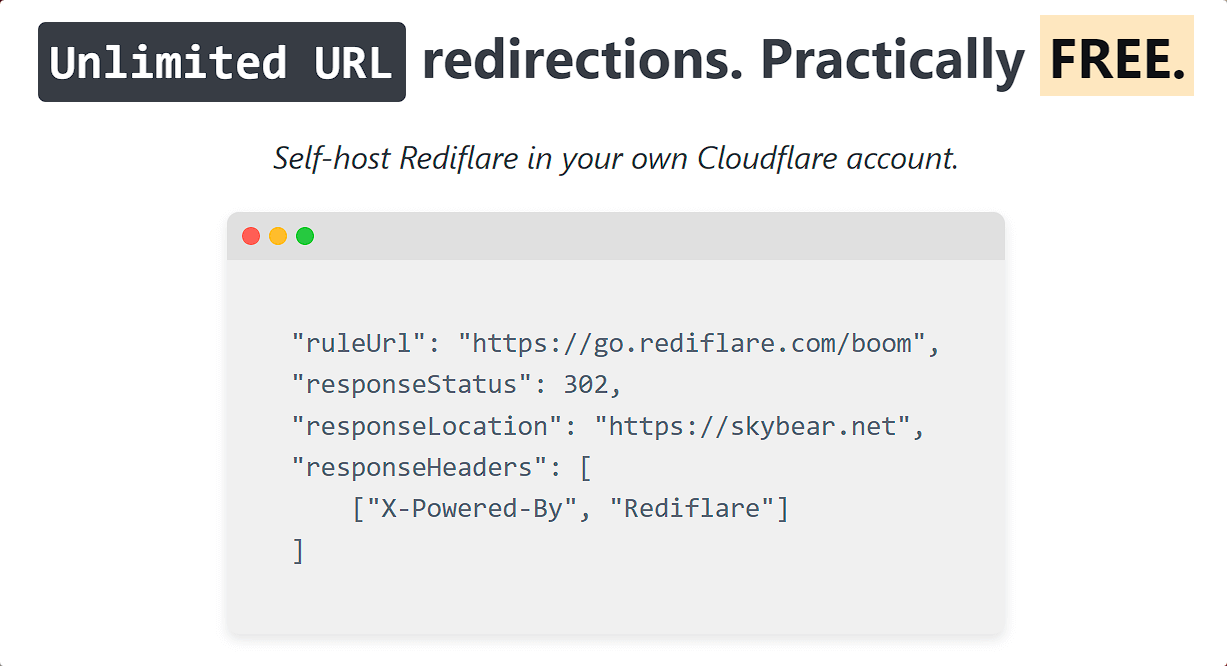 Unlimited URL redirections. Practically FREE.
Self-host Rediflare in your own Cloudflare account.
"ruleUrl": "https://go.rediflare.com/boom",
"responseStatus": 302,
"responseLocation": "https://skybear.net",
"responseHeaders": [
    ["X-Powered-By", "Rediflare"]
]